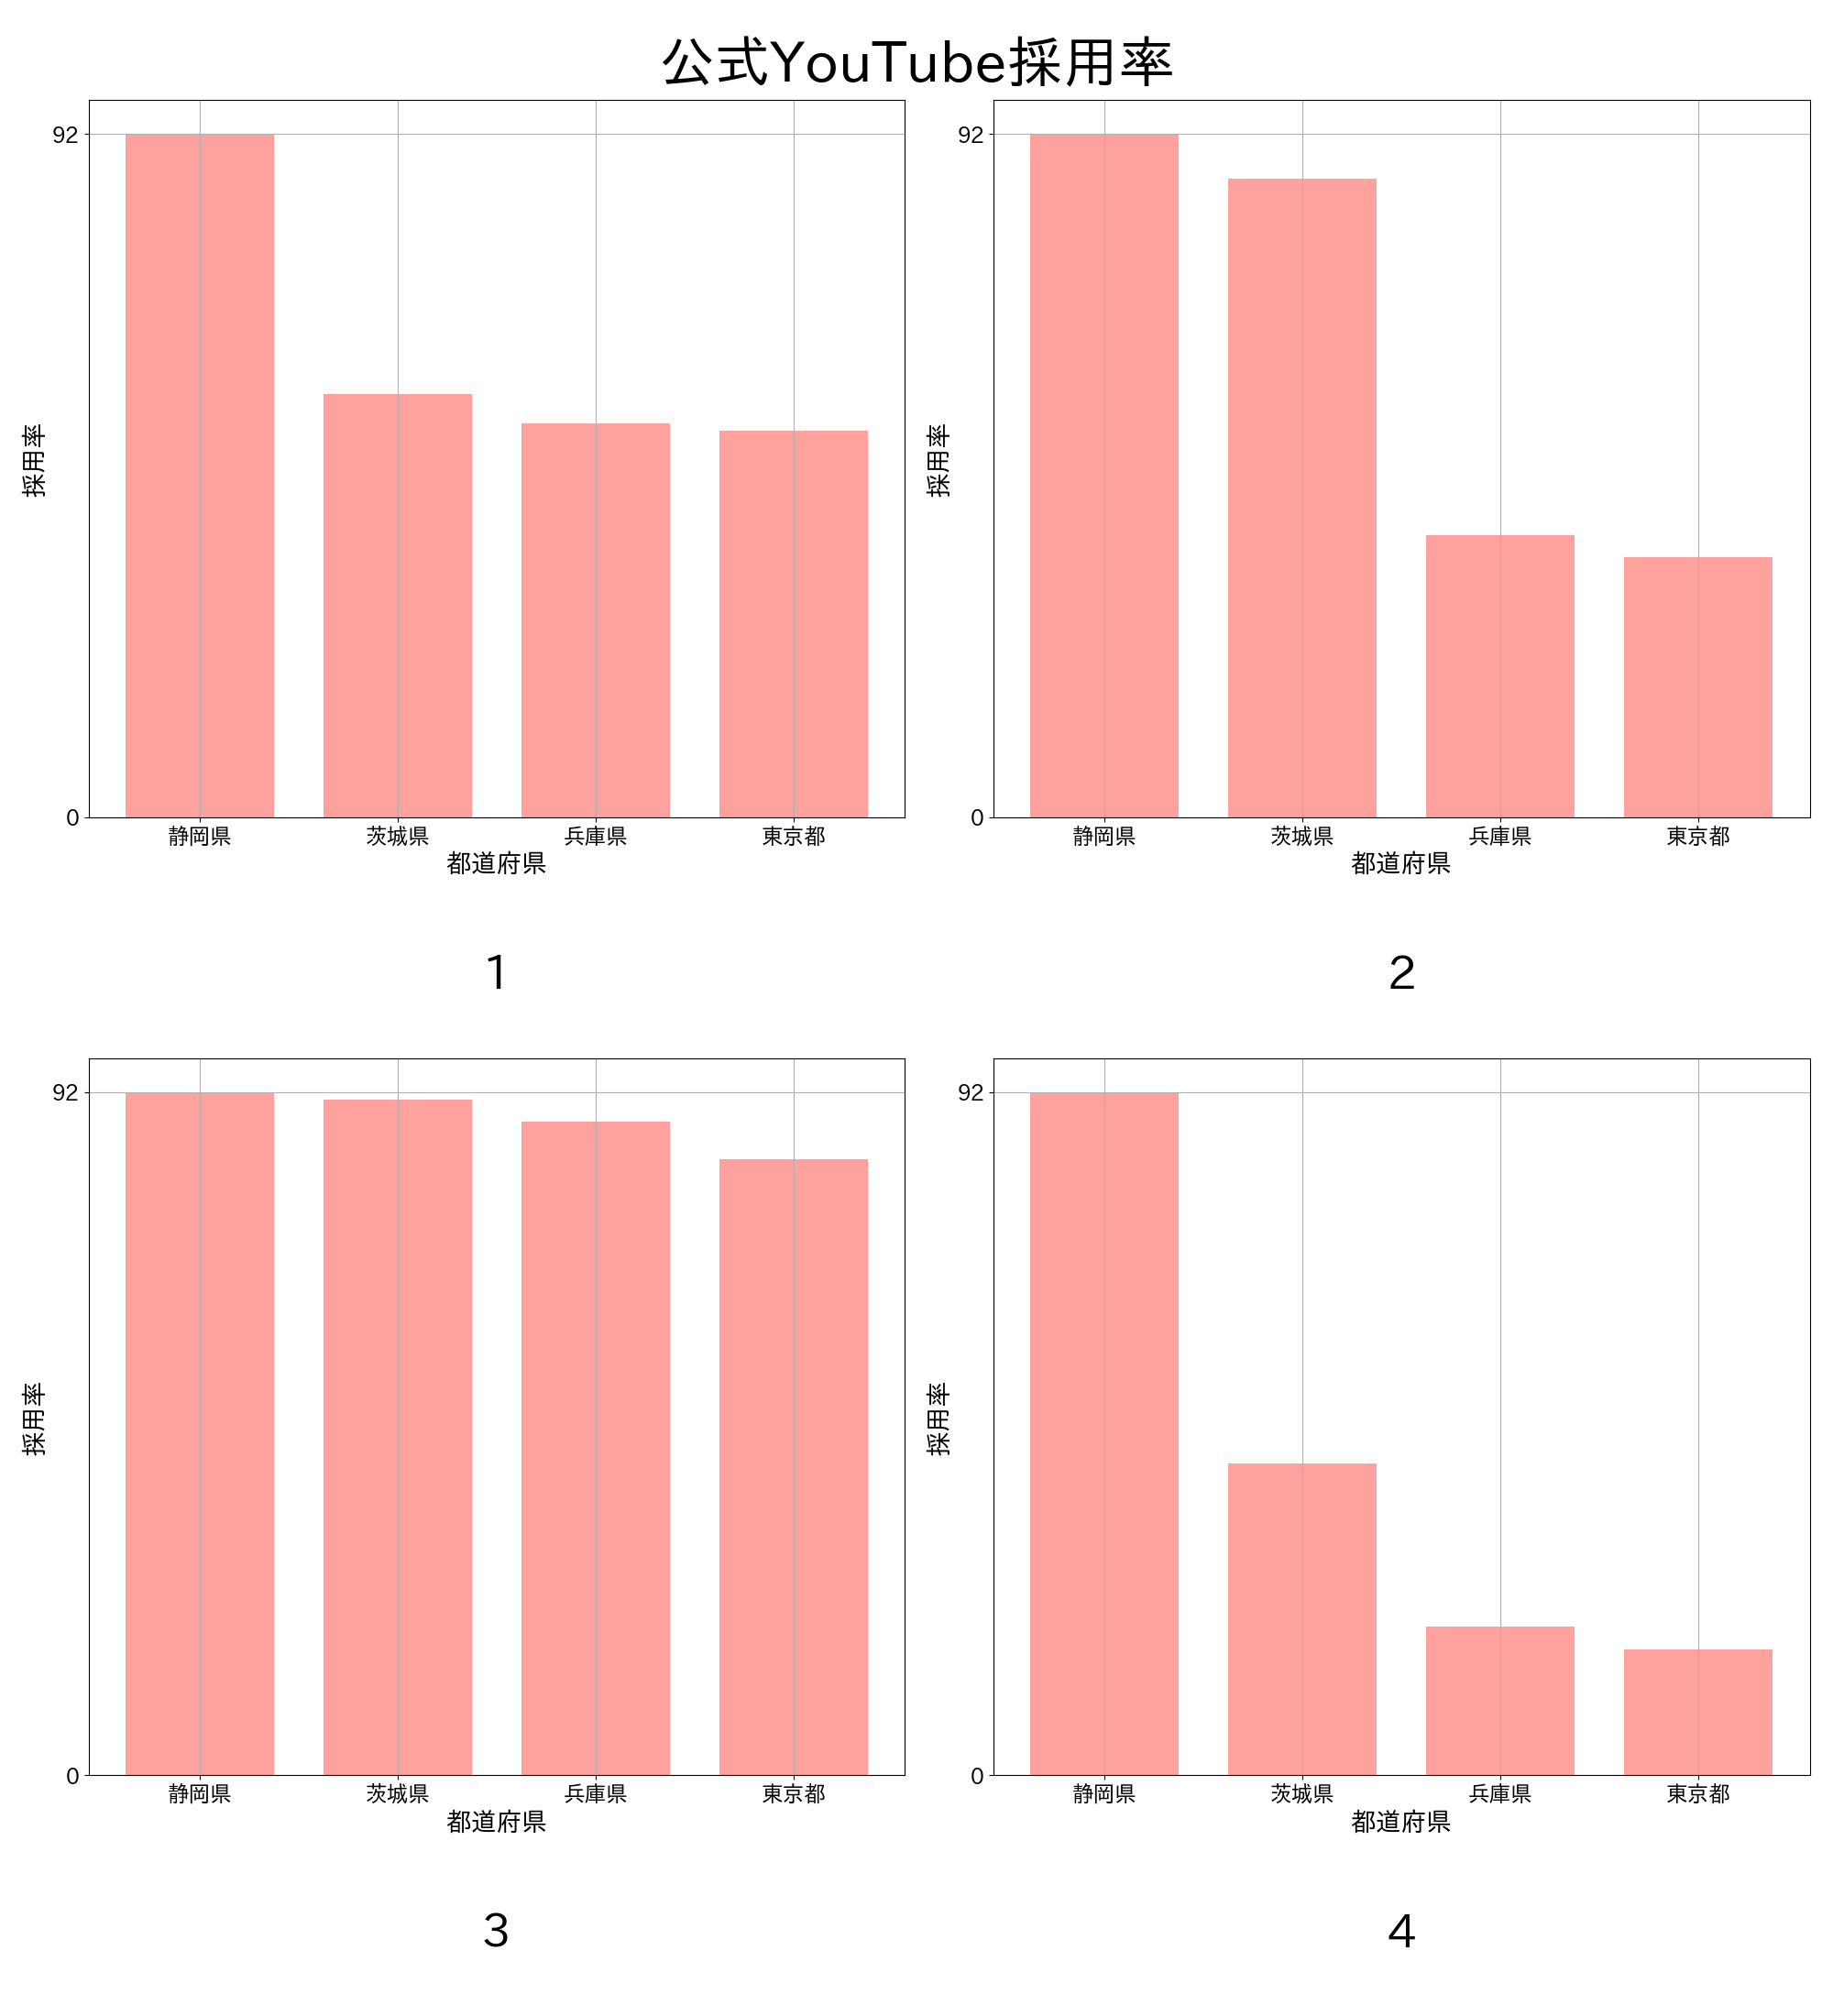 公式YouTube採用率
92
0
採用率
静岡県 茨城県 兵庫県 東京都
都道府県
1
92
0
採用率
静岡県 茨城県 兵庫県 東京都
都道府県
2
92
0
採用率
静岡県 茨城県 兵庫県 東京都
都道府県
3
92
0
採用率
静岡県 茨城県 兵庫県 東京都
都道府県
4